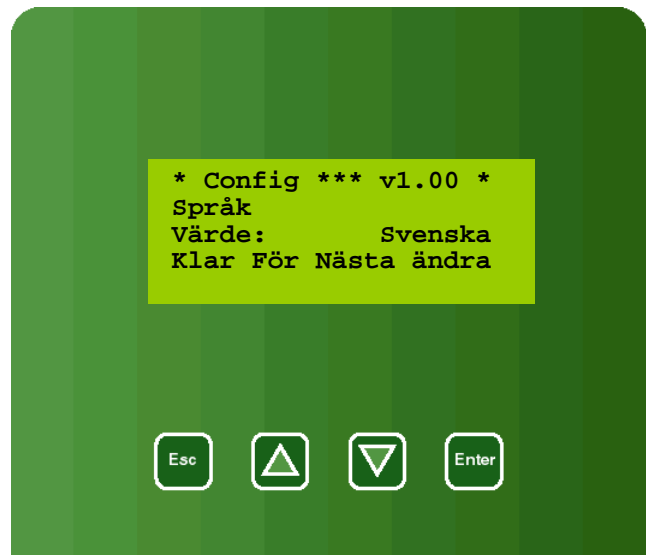 * Config *** v1.00 *
Språk
Värde: Svenska
Klar För Nästa ändra
Esc Enter